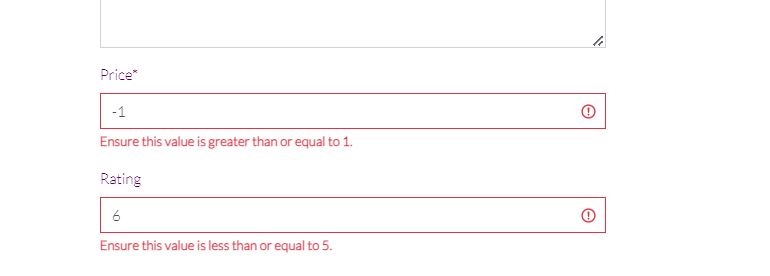 Price*
-1
Ensure this value is greater than or equal to 1.
Rating
6
Ensure this value is less than or equal to 5.